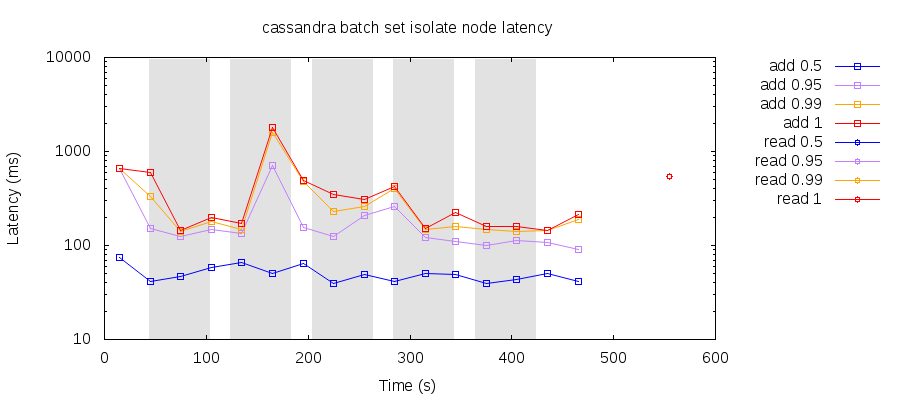 cassandra batch set isolate node latency
Latency (ms)
10000
1000
100
10
0 100 200 300 400 500 600
Time (s)
add 0.5
add 0.95
add 0.99
add 1
read 0.5
read 0.95
read 0.99
read 1